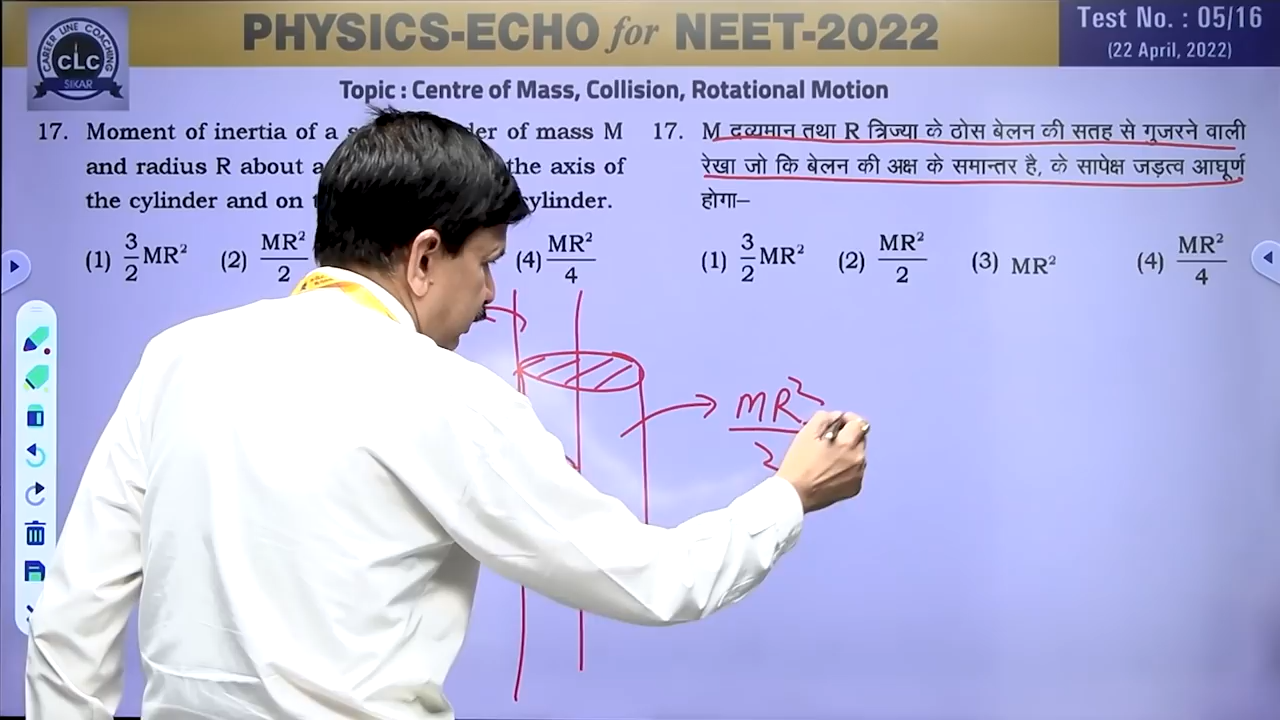 PHYSICS-ECHO for NEET-2022
Test No. : 05/16
(22 April, 2022)
CAREER LINE COACHING
CLC
SIKAR
Topic : Centre of Mass, Collision, Rotational Motion
17. Moment of inertia of a of mass M
and radius R about the axis of
the cylinder and on cylinder.
(1) 3/2 MR² (2) MR²/2 (4) MR²/4
17. M द्रव्यमान तथा R त्रिज्या के ठोस बेलन की सतह से गुजरने वाली
रेखा जो कि बेलन की अक्ष के समान्तर है, के सापेक्ष जड़त्व आघूर्ण
होगा–
(1) 3/2 MR² (2) MR²/2 (3) MR² (4) MR²/4
MR²/2